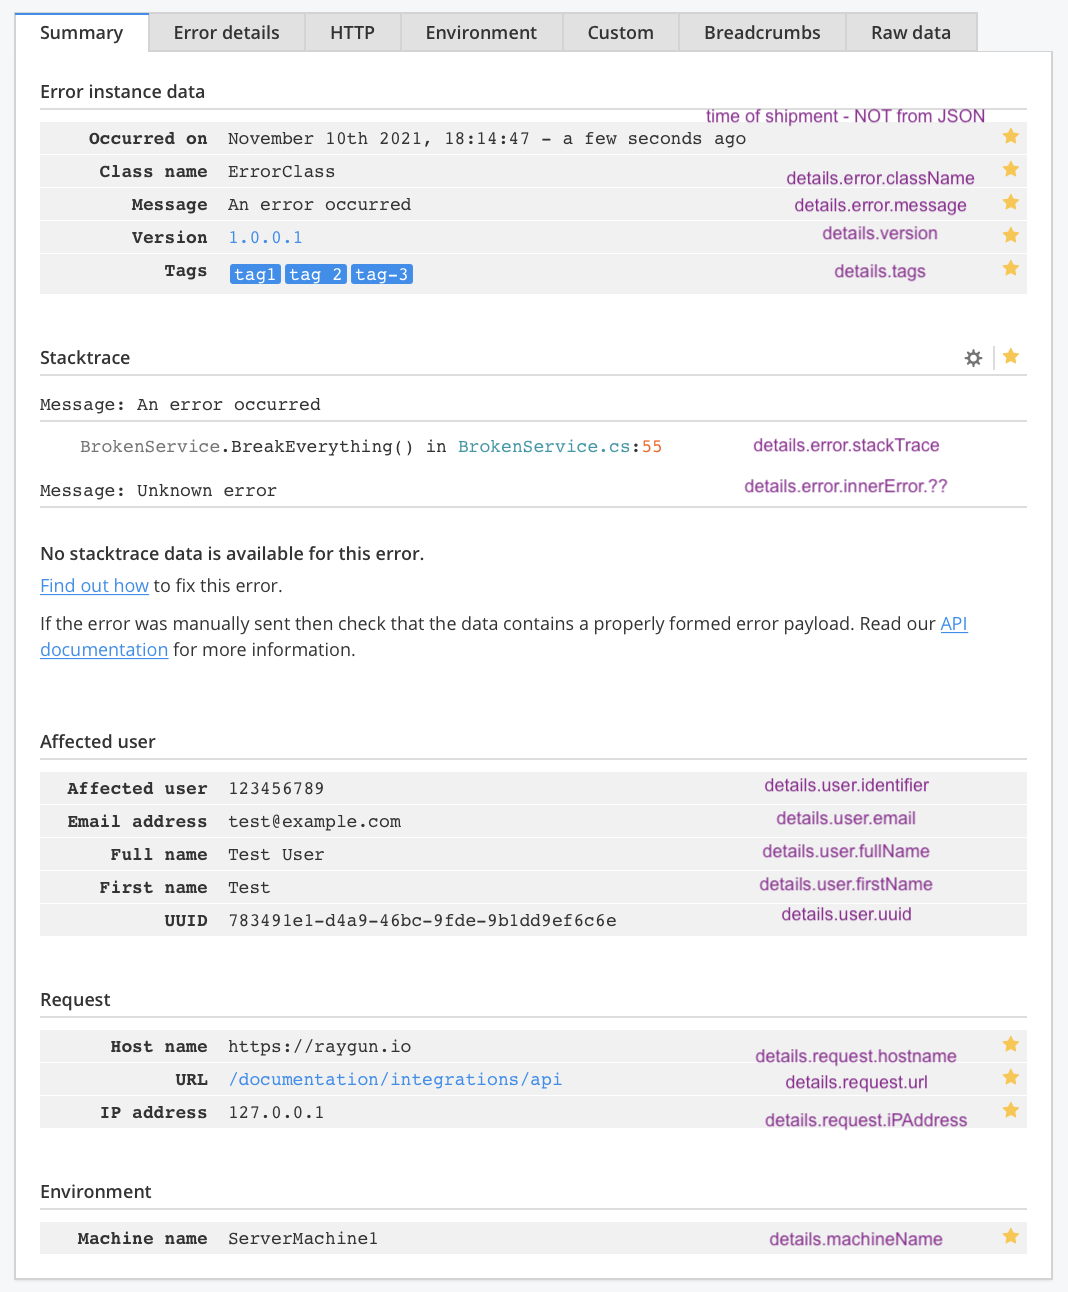 Summary Error details HTTP Environment Custom Breadcrumbs Raw data
Error instance data
time of shipment - NOT from JSON
Occurred on November 10th 2021, 18:14:47 - a few seconds ago
Class name ErrorClass details.error.className
Message An error occurred details.error.message
Version 1.0.0.1 details.version
Tags tag1 tag 2 tag-3 details.tags
Stacktrace
Message: An error occurred
BrokenService.BreakEverything() in BrokenService.cs:55 details.error.stackTrace
Message: Unknown error details.error.innerError.??
No stacktrace data is available for this error.
Find out how to fix this error.
If the error was manually sent then check that the data contains a properly formed error payload. Read our API
documentation for more information.
Affected user
Affected user 123456789 details.user.identifier
Email address test@example.com details.user.email
Full name Test User details.user.fullName
First name Test details.user.firstName
UUID 783491e1-d4a9-46bc-9fde-9b1dd9ef6c6e details.user.uuid
Request
Host name https://raygun.io details.request.hostname
URL /documentation/integrations/api details.request.url
IP address 127.0.0.1 details.request.iPAddress
Environment
Machine name ServerMachine1 details.machineName